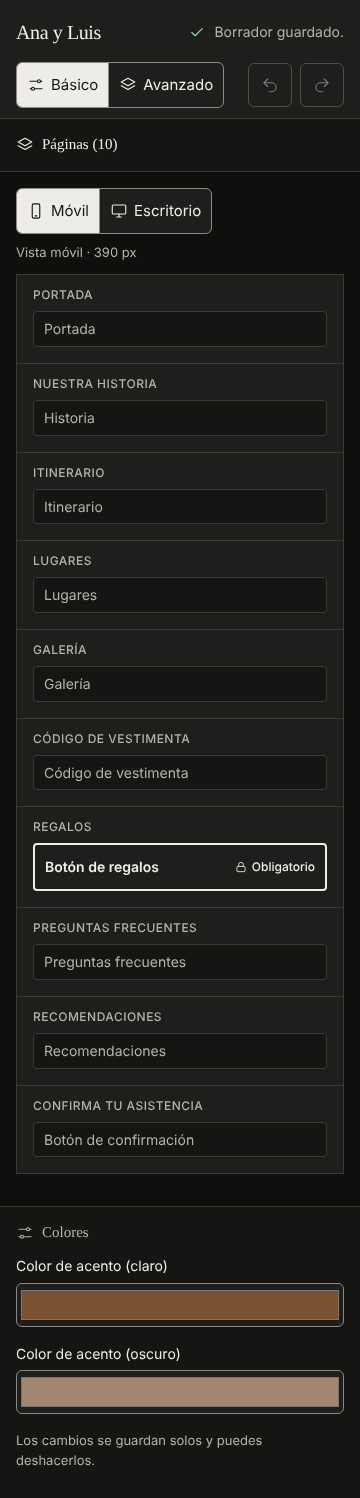 Ana y Luis
Borrador guardado.
Básico
Avanzado
Páginas (10)
Móvil
Escritorio
Vista móvil · 390 px
PORTADA
Portada
NUESTRA HISTORIA
Historia
ITINERARIO
Itinerario
LUGARES
Lugares
GALERÍA
Galería
CÓDIGO DE VESTIMENTA
Código de vestimenta
REGALOS
Botón de regalos
Obligatorio
PREGUNTAS FRECUENTES
Preguntas frecuentes
RECOMENDACIONES
Recomendaciones
CONFIRMA TU ASISTENCIA
Botón de confirmación
Colores
Color de acento (claro)
Color de acento (oscuro)
Los cambios se guardan solos y puedes
deshacerlos.